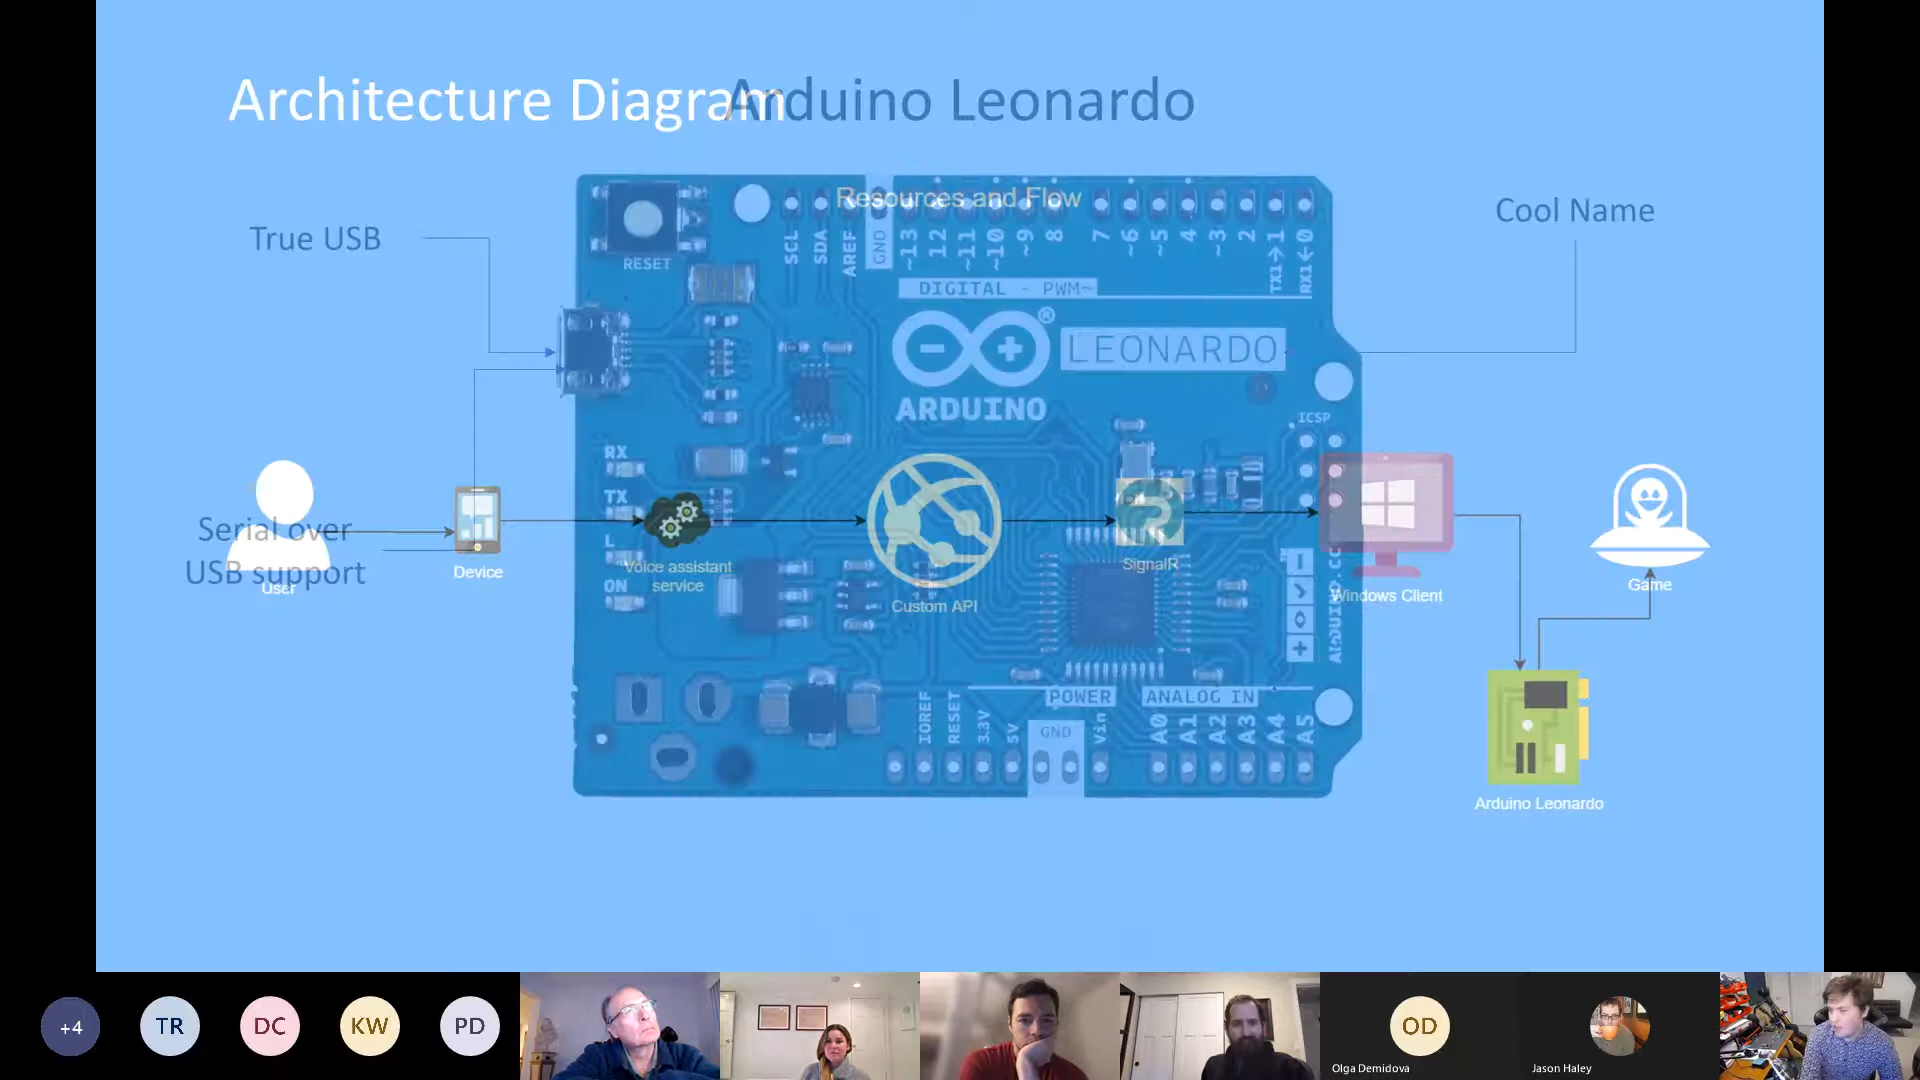 Architecture Diagram
Arduino Leonardo
Resources and Flow
True USB
Cool Name
RESET
SCL
SDA
AREF
GND
~13
12
~11
~10
~9
8
7
~6
~5
4
~3
2
TX1→1
RX1←0
DIGITAL - PWM~
LEONARDO
ARDUINO
ICSP
RX
TX
L
ON
Serial over
USB support
User
Device
Voice assistant
service
Custom API
SignalR
Windows Client
Game
Arduino Leonardo
POWER
ANALOG IN
IOREF
RESET
3.3V
5V
GND
Vin
A0
A1
A2
A3
A4
A5
+4
TR
DC
KW
PD
OD
Olga Demidova
Jason Haley